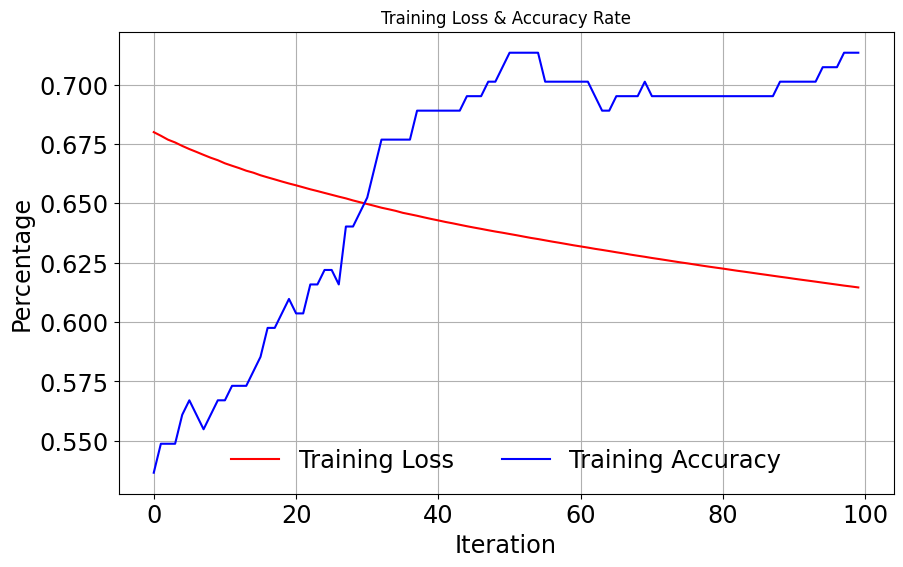 Training Loss & Accuracy Rate
0.700
0.675
0.650
0.625
0.600
0.575
0.550
Percentage
Training Loss
Training Accuracy
0 20 40 60 80 100
Iteration